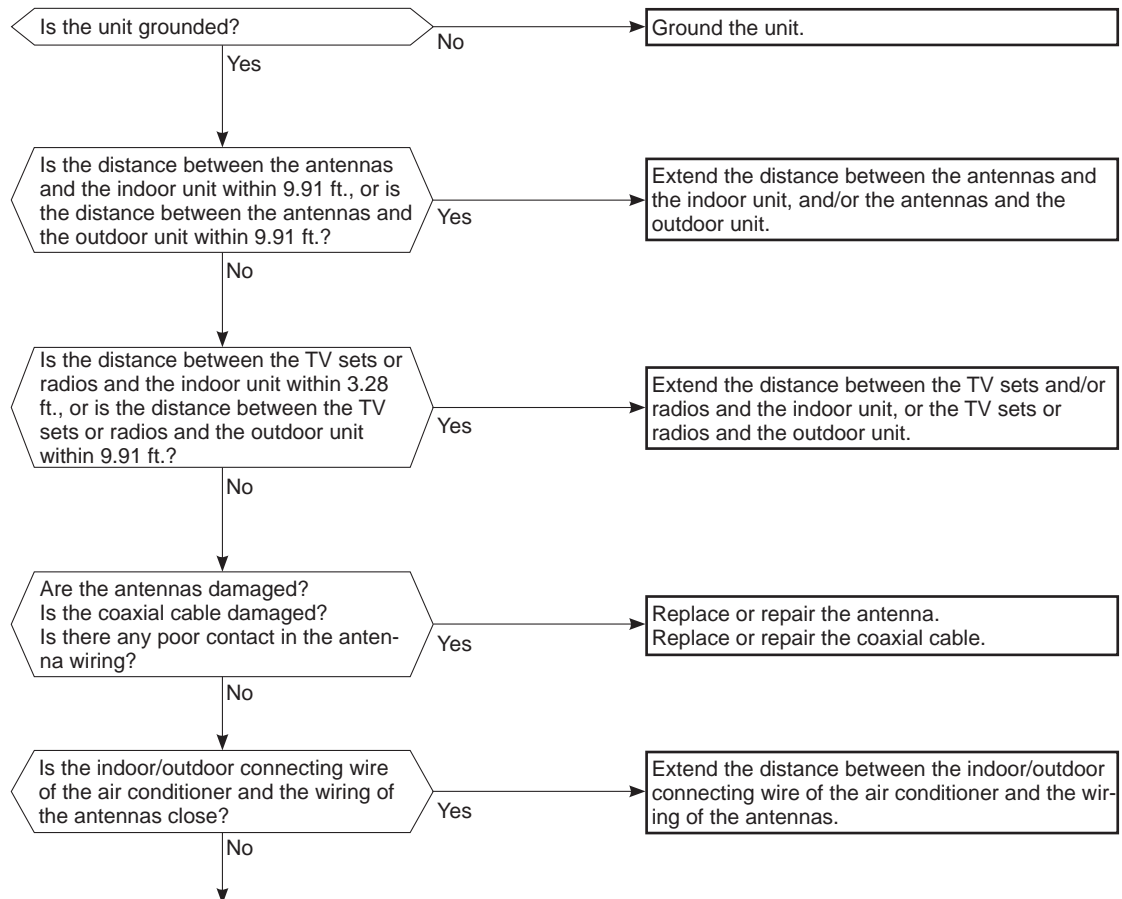 Is the unit grounded?
No
Ground the unit.
Yes
Is the distance between the antennas
and the indoor unit within 9.91 ft., or is
the distance between the antennas and
the outdoor unit within 9.91 ft.?
Yes
Extend the distance between the antennas and
the indoor unit, and/or the antennas and the
outdoor unit.
No
Is the distance between the TV sets or
radios and the indoor unit within 3.28
ft., or is the distance between the TV
sets or radios and the outdoor unit
within 9.91 ft.?
Yes
Extend the distance between the TV sets and/or
radios and the indoor unit, or the TV sets or
radios and the outdoor unit.
No
Are the antennas damaged?
Is the coaxial cable damaged?
Is there any poor contact in the anten-
na wiring?
Yes
Replace or repair the antenna.
Replace or repair the coaxial cable.
No
Is the indoor/outdoor connecting wire
of the air conditioner and the wiring of
the antennas close?
Yes
Extend the distance between the indoor/outdoor
connecting wire of the air conditioner and the wir-
ing of the antennas.
No